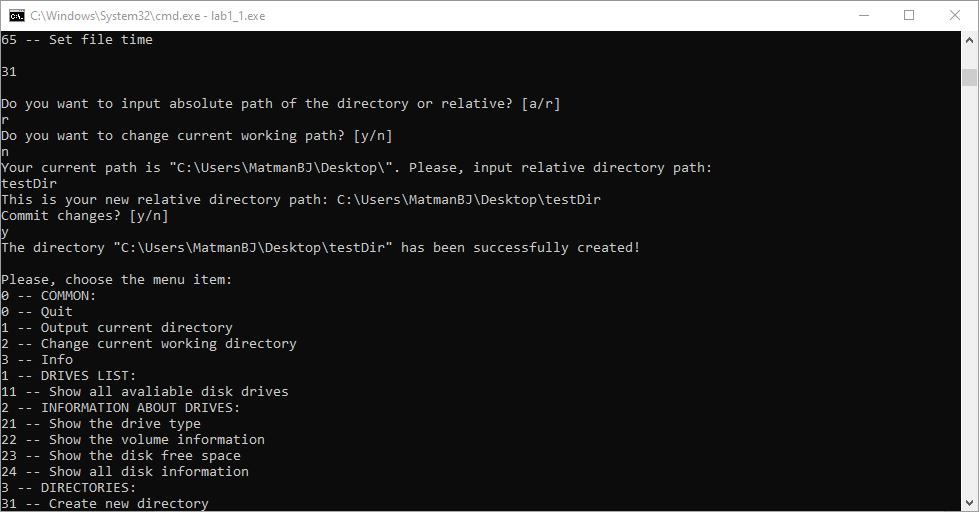 C:\Windows\System32\cmd.exe - lab1_1.exe
65 -- Set file time
31
Do you want to input absolute path of the directory or relative? [a/r]
r
Do you want to change current working path? [y/n]
n
Your current path is "C:\Users\MatmanBJ\Desktop\". Please, input relative directory path:
testDir
This is your new relative directory path: C:\Users\MatmanBJ\Desktop\testDir
Commit changes? [y/n]
y
The directory "C:\Users\MatmanBJ\Desktop\testDir" has been successfully created!
Please, choose the menu item:
0 -- COMMON:
0 -- Quit
1 -- Output current directory
2 -- Change current working directory
3 -- Info
1 -- DRIVES LIST:
11 -- Show all avaliable disk drives
2 -- INFORMATION ABOUT DRIVES:
21 -- Show the drive type
22 -- Show the volume information
23 -- Show the disk free space
24 -- Show all disk information
3 -- DIRECTORIES:
31 -- Create new directory